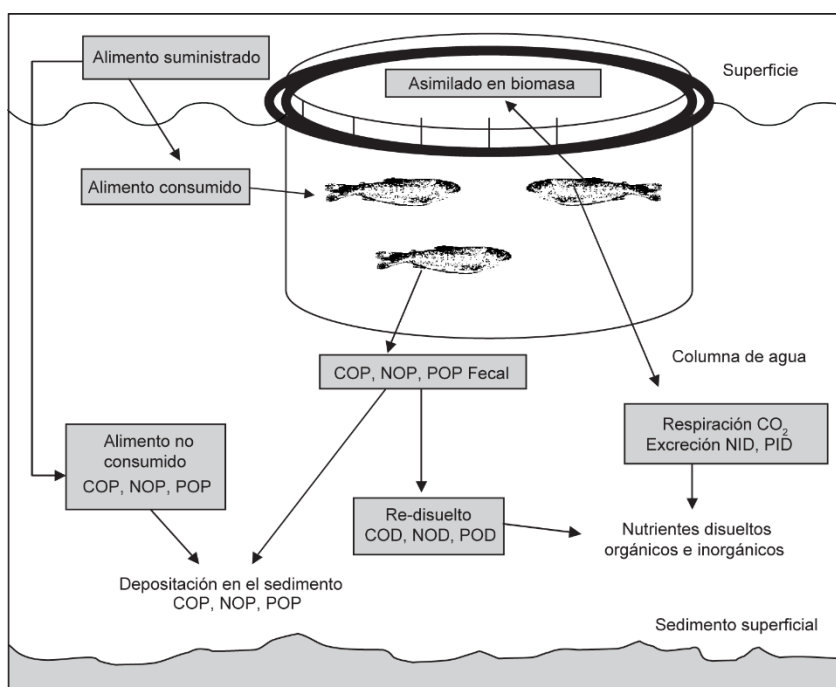 Alimento suministrado
Superficie
Asimilado en biomasa
Alimento consumido
Columna de agua
COP, NOP, POP Fecal
Respiración CO₂
Excreción NID, PID
Alimento no
consumido
COP, NOP, POP
Re-disuelto
COD, NOD, POD
Nutrientes disueltos
orgánicos e inorgánicos
Depositación en el sedimento
COP, NOP, POP
Sedimento superficial